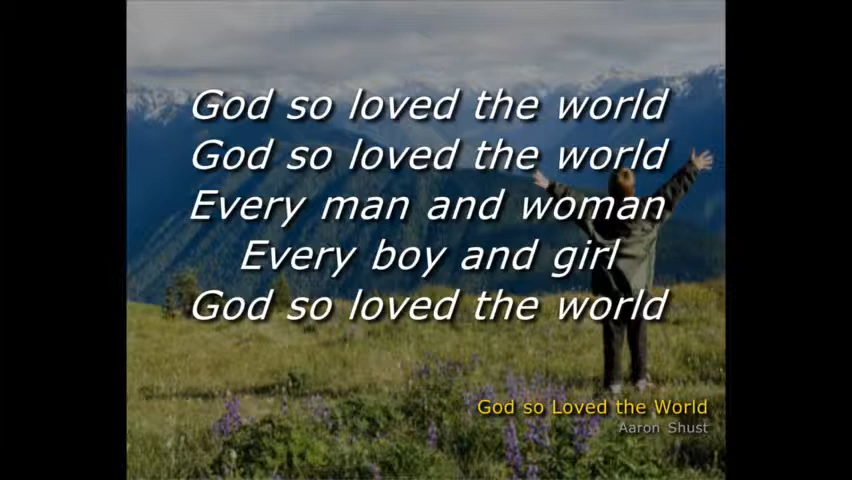 God so loved the world
God so loved the world
Every man and woman
Every boy and girl
God so loved the world
God so Loved the World
Aaron Shust